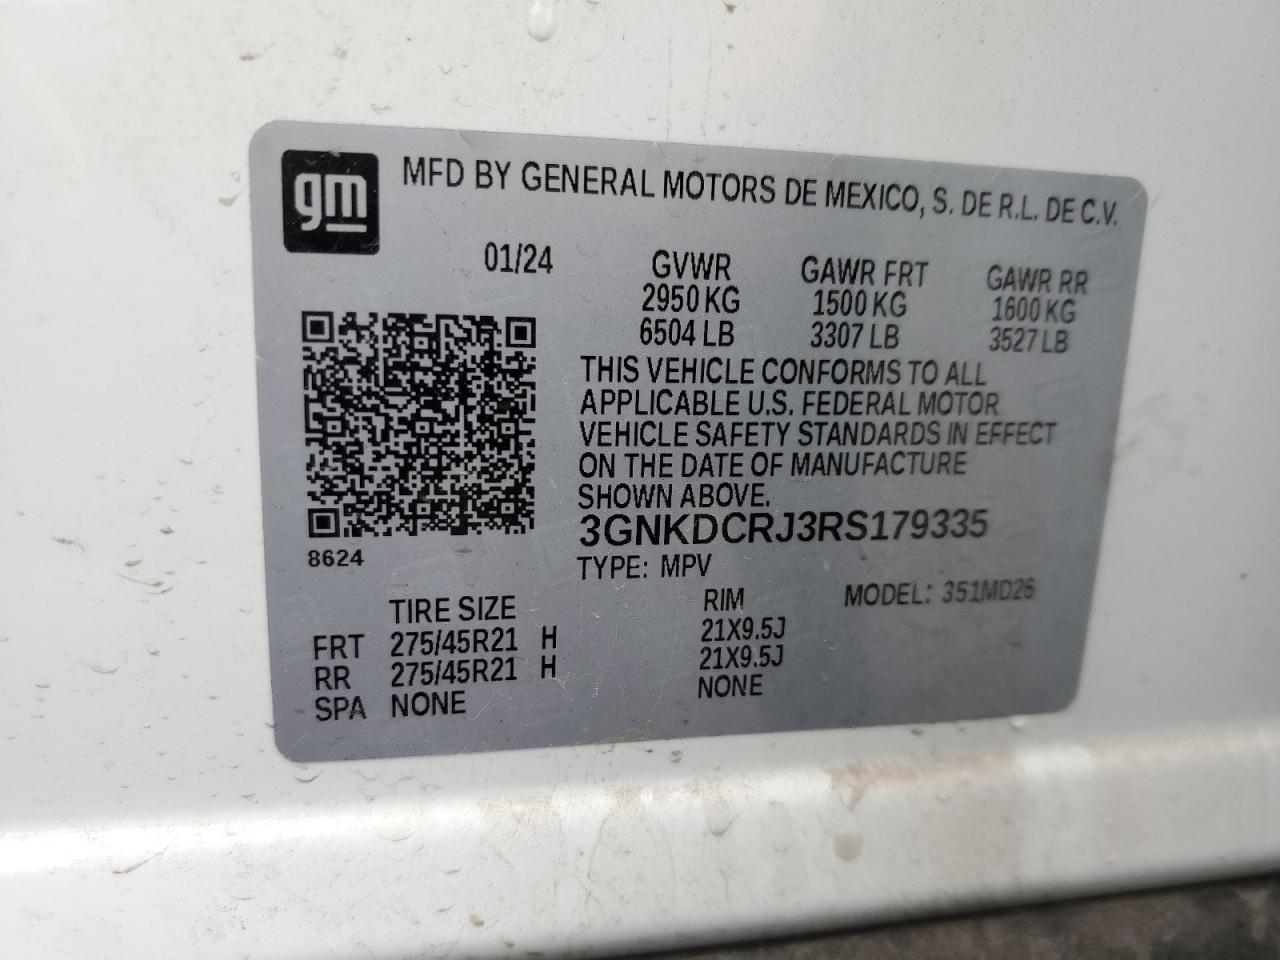 gm MFD BY GENERAL MOTORS DE MEXICO, S. DE R.L. DE C.V.
01/24 GVWR GAWR FRT GAWR RR
2950 KG 1500 KG 1600 KG
6504 LB 3307 LB 3527 LB
THIS VEHICLE CONFORMS TO ALL
APPLICABLE U.S. FEDERAL MOTOR
VEHICLE SAFETY STANDARDS IN EFFECT
ON THE DATE OF MANUFACTURE
SHOWN ABOVE.
3GNKDCRJ3RS179335
8624 TYPE: MPV
TIRE SIZE RIM MODEL: 351MD26
FRT 275/45R21 H 21X9.5J
RR 275/45R21 H 21X9.5J
SPA NONE NONE